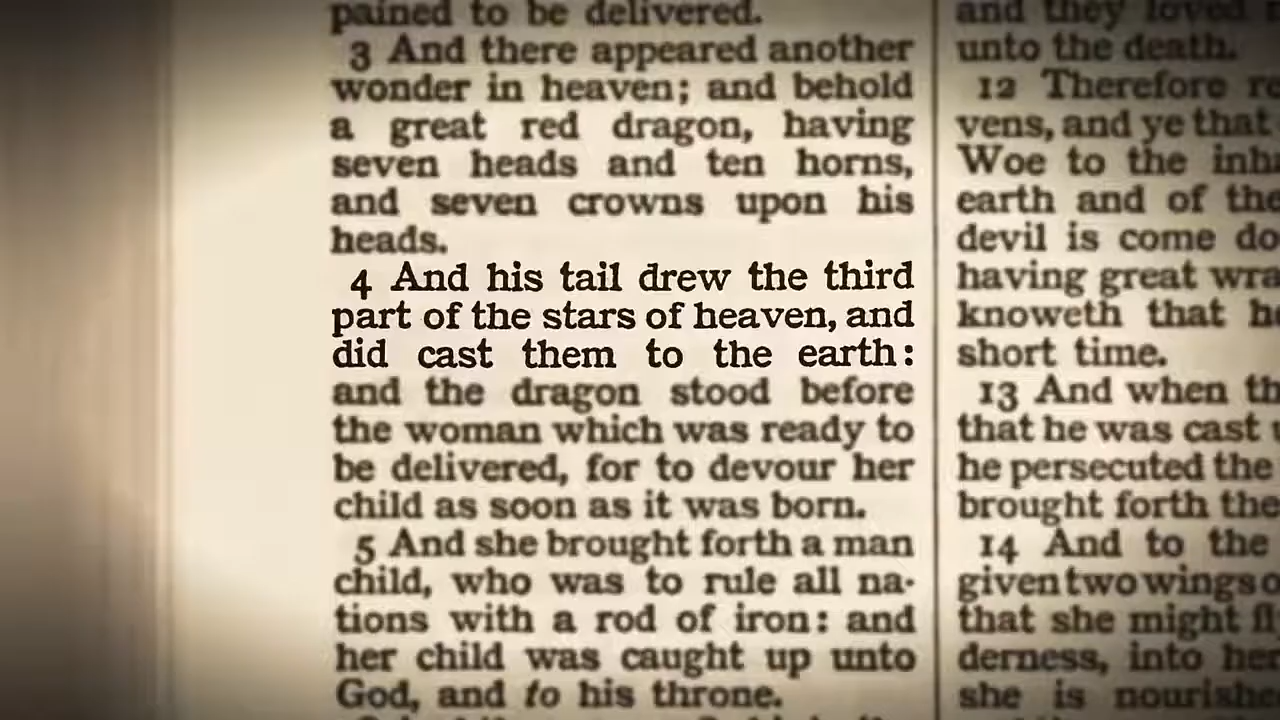 pained to be delivered.
3 And there appeared another
wonder in heaven; and behold
a great red dragon, having
seven heads and ten horns,
and seven crowns upon his
heads.
4 And his tail drew the third
part of the stars of heaven, and
did cast them to the earth:
and the dragon stood before
the woman which was ready to
be delivered, for to devour her
child as soon as it was born.
5 And she brought forth a man
child, who was to rule all na-
tions with a rod of iron: and
her child was caught up unto
God, and to his throne.
and they loved
unto the death.
12 Therefore re
vens, and ye that
Woe to the inha
earth and of the
devil is come do
having great wra
knoweth that h
short time.
13 And when th
that he was cast
he persecuted the
brought forth the
14 And to the
given two wings o
that she might fl
derness, into her
she is nourishe